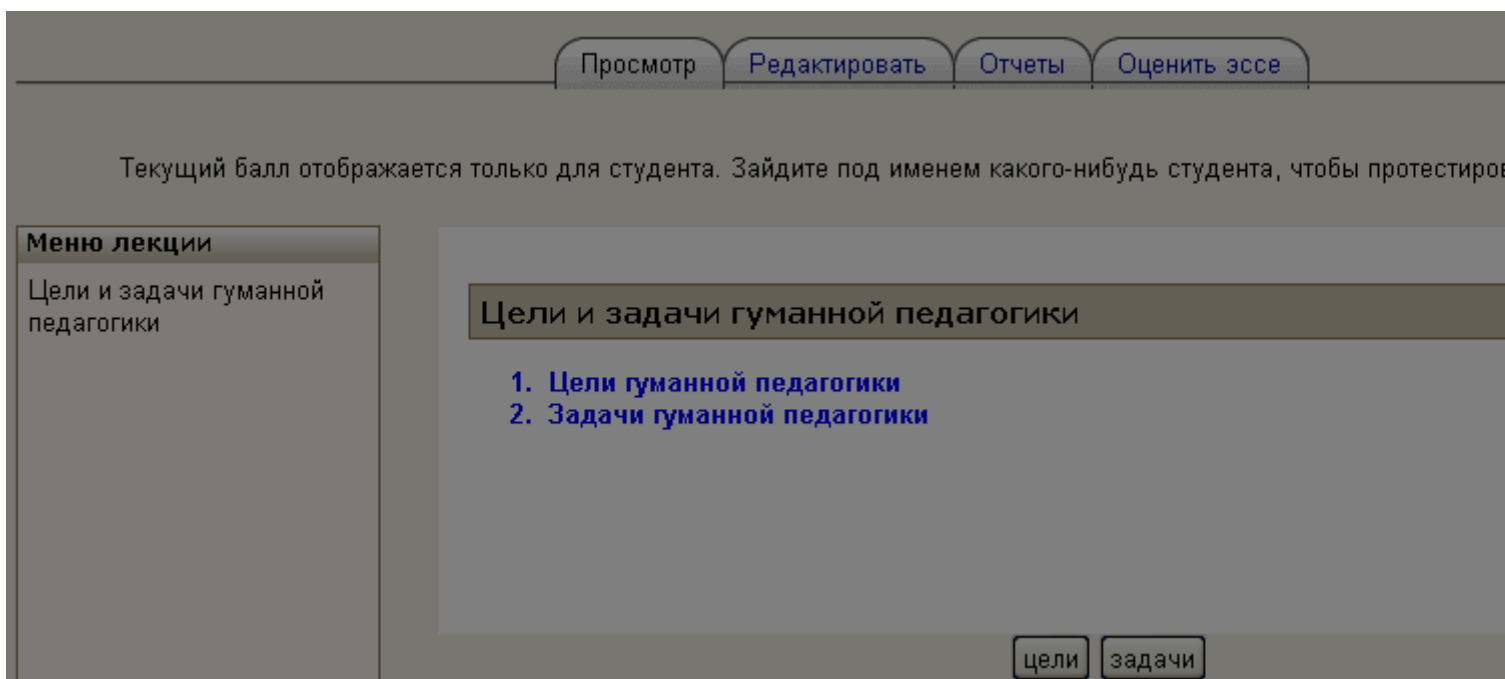 Просмотр Редактировать Отчеты Оценить эссе
Текущий балл отображается только для студента. Зайдите под именем какого-нибудь студента, чтобы протестиров
Меню лекции
Цели и задачи гуманной
педагогики
Цели и задачи гуманной педагогики
1. Цели гуманной педагогики
2. Задачи гуманной педагогики
цели задачи